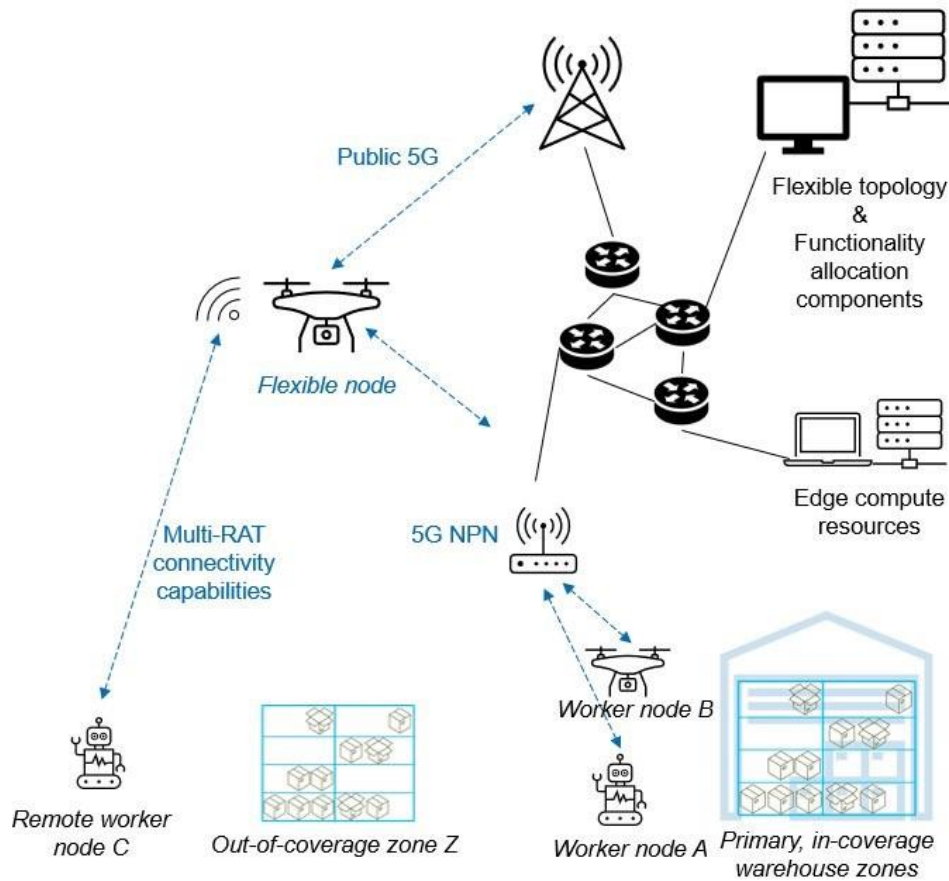 Public 5G
Flexible topology
&
Functionality
allocation
components
Flexible node
Edge compute
resources
Multi-RAT
connectivity
capabilities
5G NPN
Worker node B
Remote worker
node C
Out-of-coverage zone Z
Worker node A
Primary, in-coverage
warehouse zones